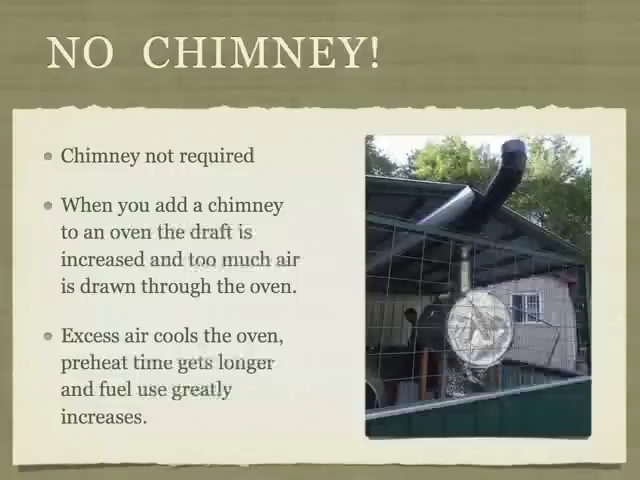 NO CHIMNEY!
Chimney not required
When you add a chimney
to an oven the draft is
increased and too much air
is drawn through the oven.
Excess air cools the oven,
preheat time gets longer
and fuel use greatly
increases.